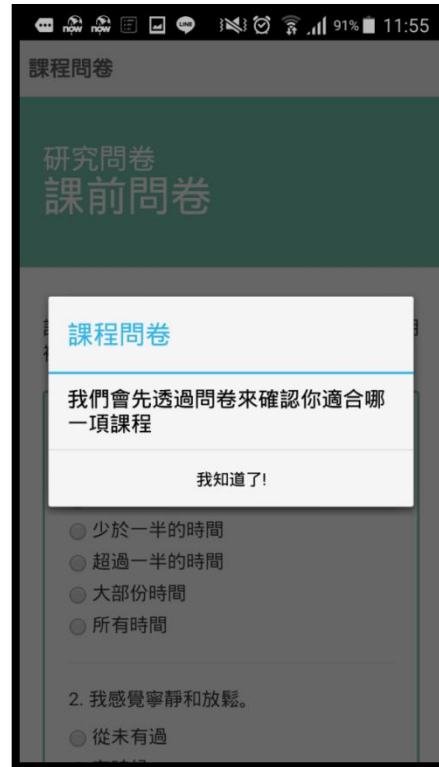 now now 91% 11:55
課程問卷
研究問卷
課前問卷
課程問卷
我們會先透過問卷來確認你適合哪
一項課程
我知道了!
少於一半的時間
超過一半的時間
大部份時間
所有時間
2. 我感覺寧靜和放鬆。
從未有過